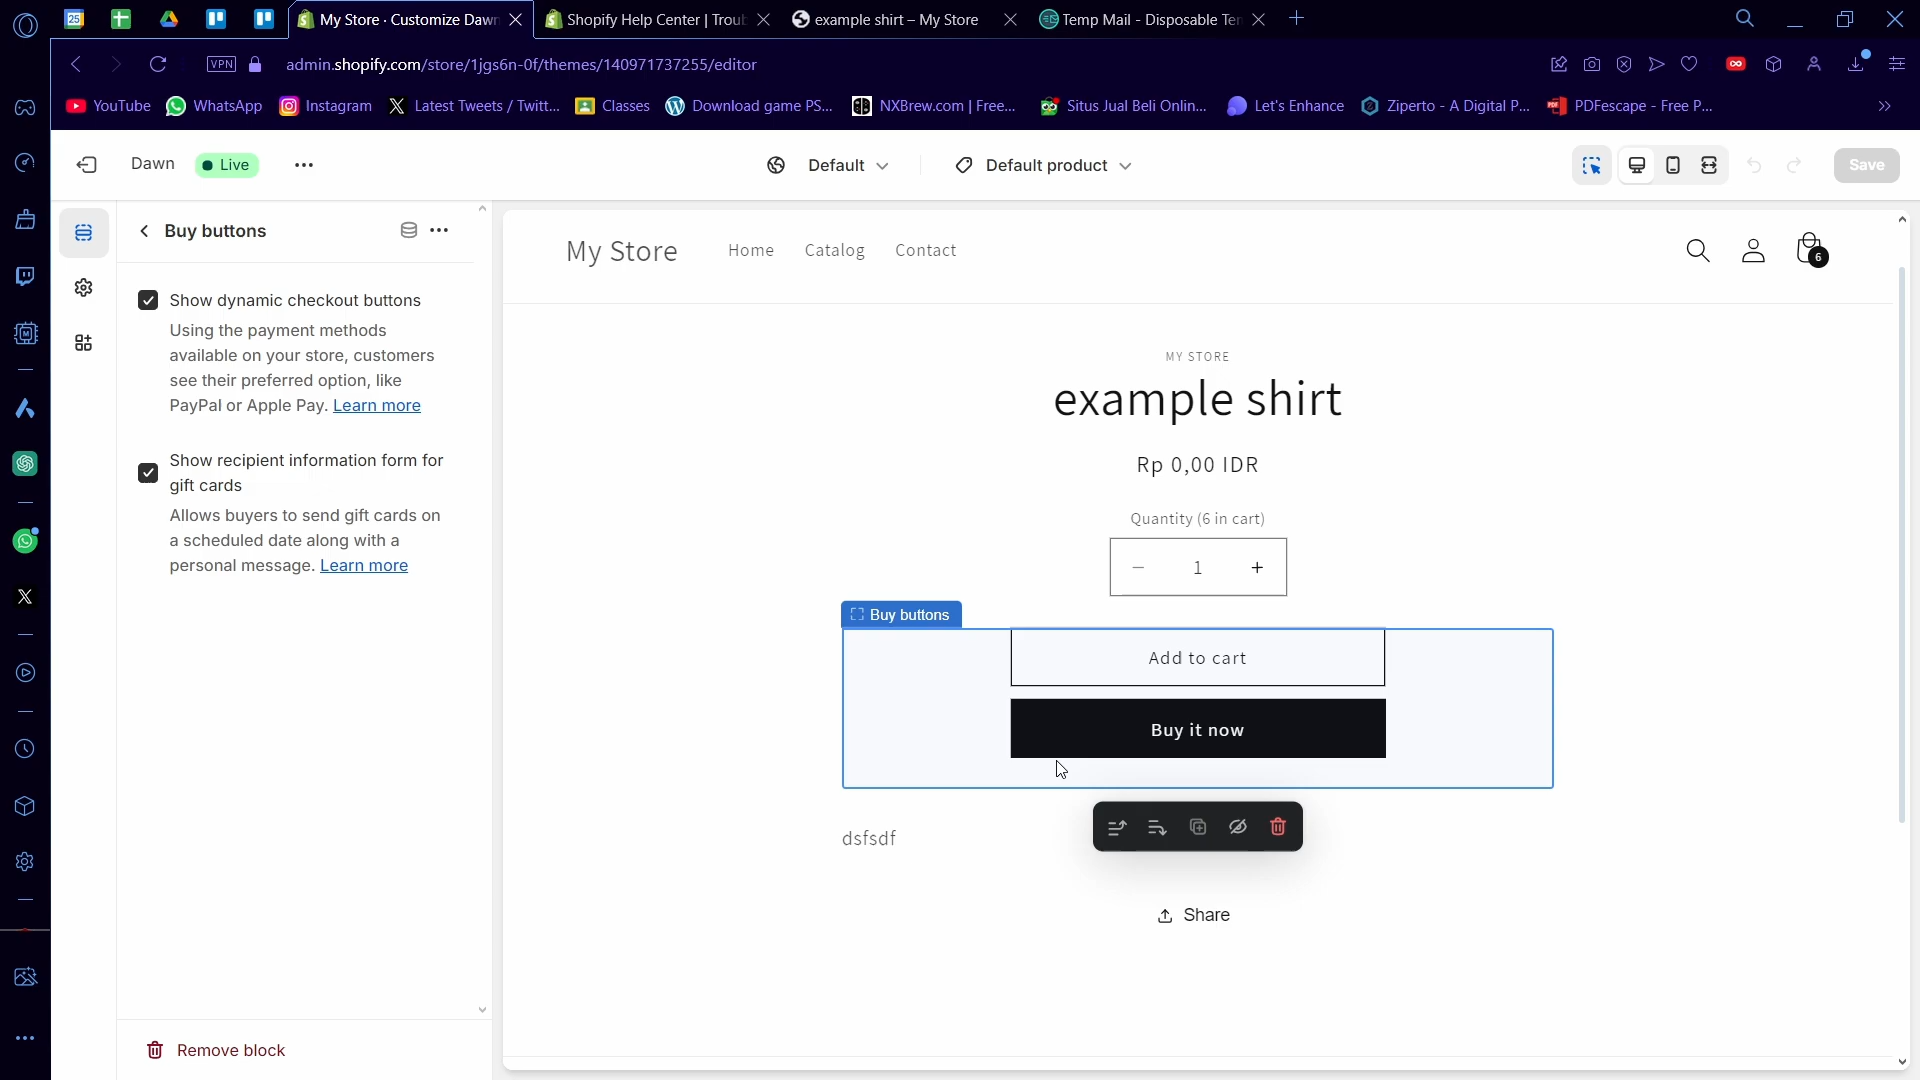 My Store · Customize Dawn
Shopify Help Center | Trou
example shirt – My Store
Temp Mail - Disposable Te
VPN
admin.shopify.com/store/1jgs6n-0f/themes/140971737255/editor
YouTube
WhatsApp
Instagram
Latest Tweets / Twitt...
Classes
Download game PS...
NXBrew.com | Free...
Situs Jual Beli Onlin...
Let's Enhance
Ziperto - A Digital P...
PDFescape - Free P...
Dawn
Live
Default
Default product
Save
Buy buttons
Show dynamic checkout buttons
Using the payment methods
available on your store, customers
see their preferred option, like
PayPal or Apple Pay. Learn more
Show recipient information form for
gift cards
Allows buyers to send gift cards on
a scheduled date along with a
personal message. Learn more
Remove block
My Store
Home
Catalog
Contact
6
MY STORE
example shirt
Rp 0,00 IDR
Quantity (6 in cart)
1
Buy buttons
Add to cart
Buy it now
dsfsdf
Share